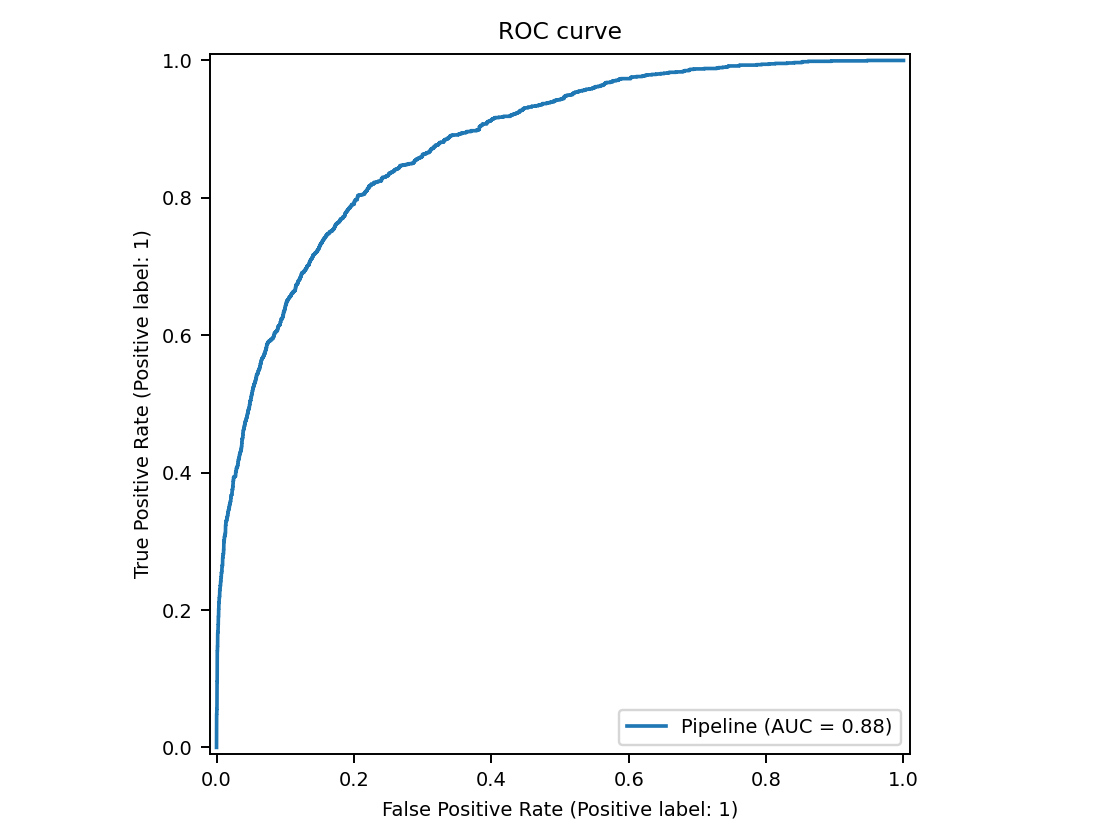 ROC curve
True Positive Rate (Positive label: 1)
1.0
0.8
0.6
0.4
0.2
0.0
Pipeline (AUC = 0.88)
0.0 0.2 0.4 0.6 0.8 1.0
False Positive Rate (Positive label: 1)